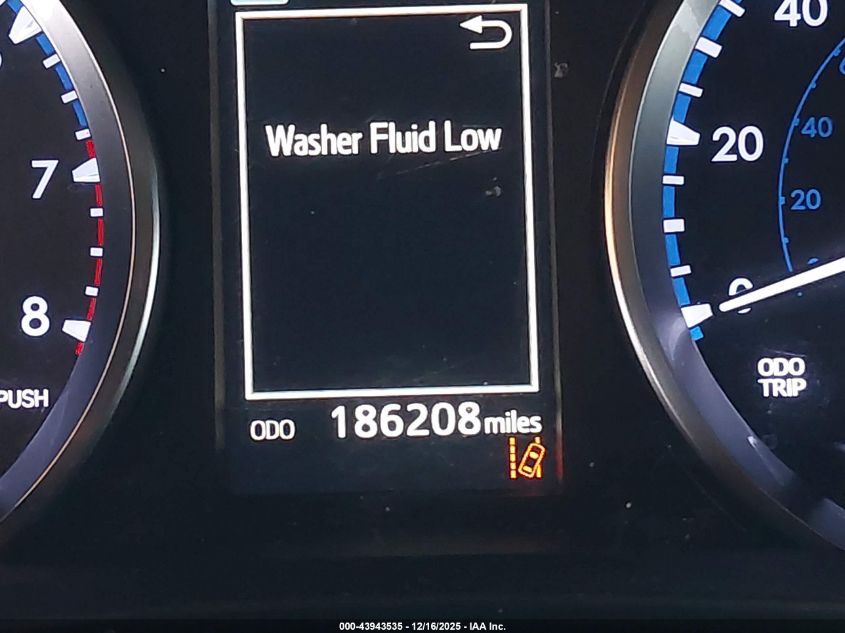 Washer Fluid Low
ODO 186208 miles
7
8
PUSH
40
20
0
40
20
ODO
TRIP
000-43943535 - 12/16/2025 - IAA Inc.